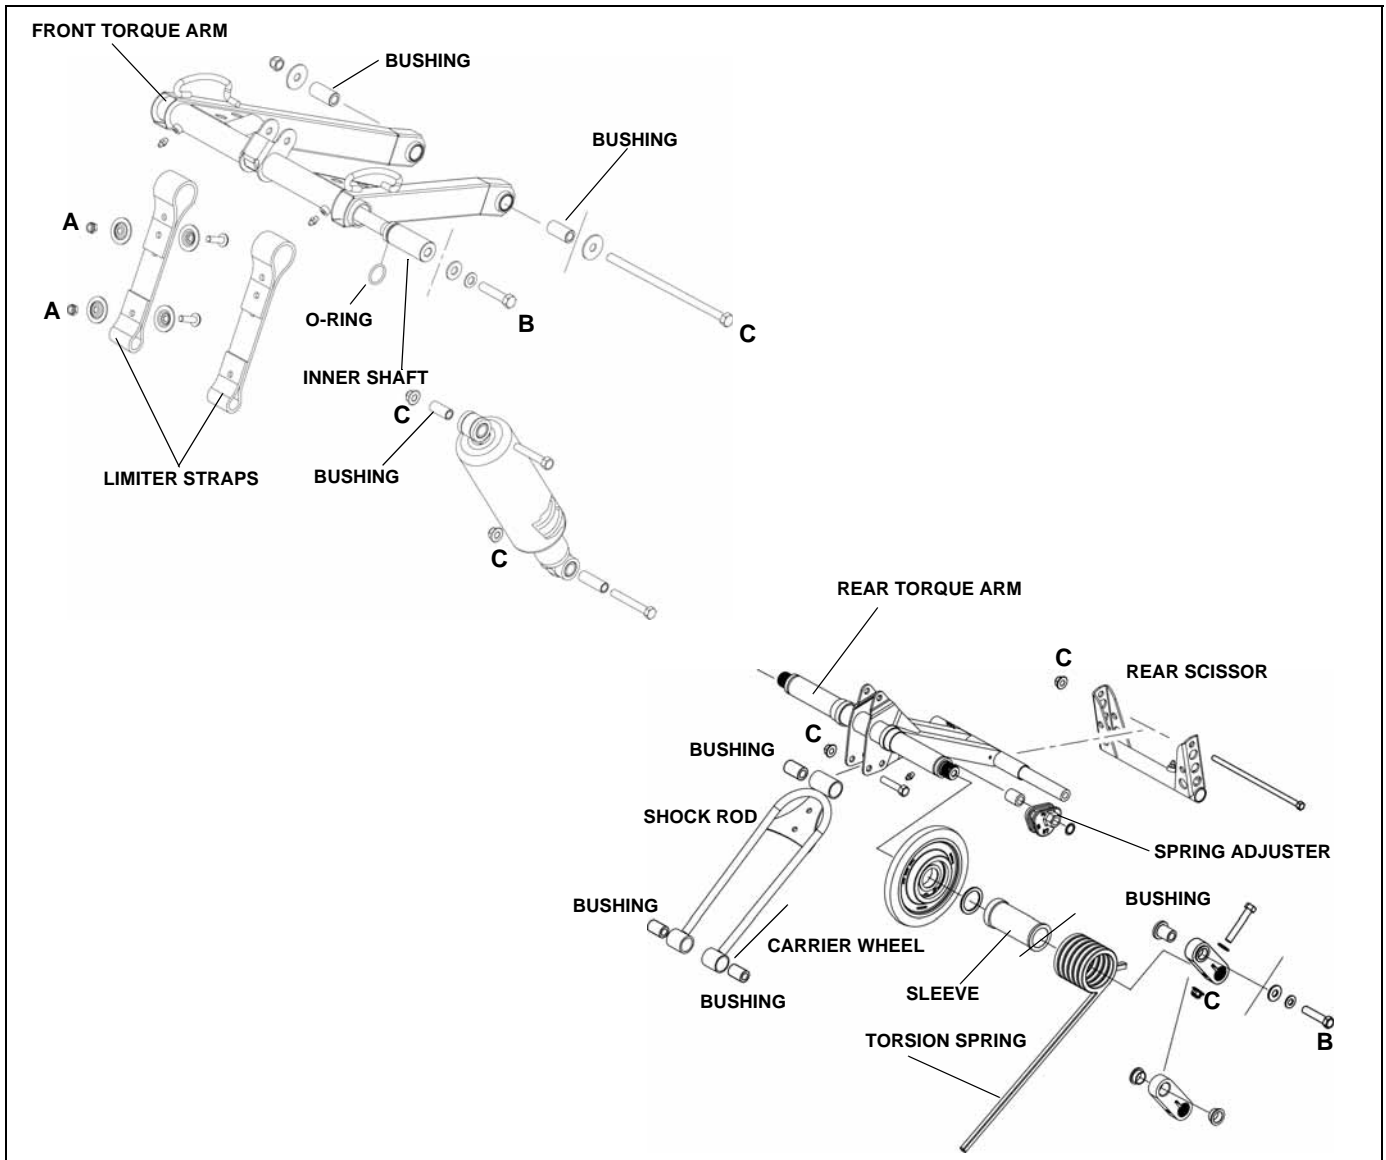 FRONT TORQUE ARM
BUSHING
BUSHING
A
A
O-RING
B
C
INNER SHAFT
C
BUSHING
LIMITER STRAPS
C
REAR TORQUE ARM
C
REAR SCISSOR
C
BUSHING
SHOCK ROD
SPRING ADJUSTER
BUSHING
BUSHING
CARRIER WHEEL
BUSHING
SLEEVE
C
B
TORSION SPRING